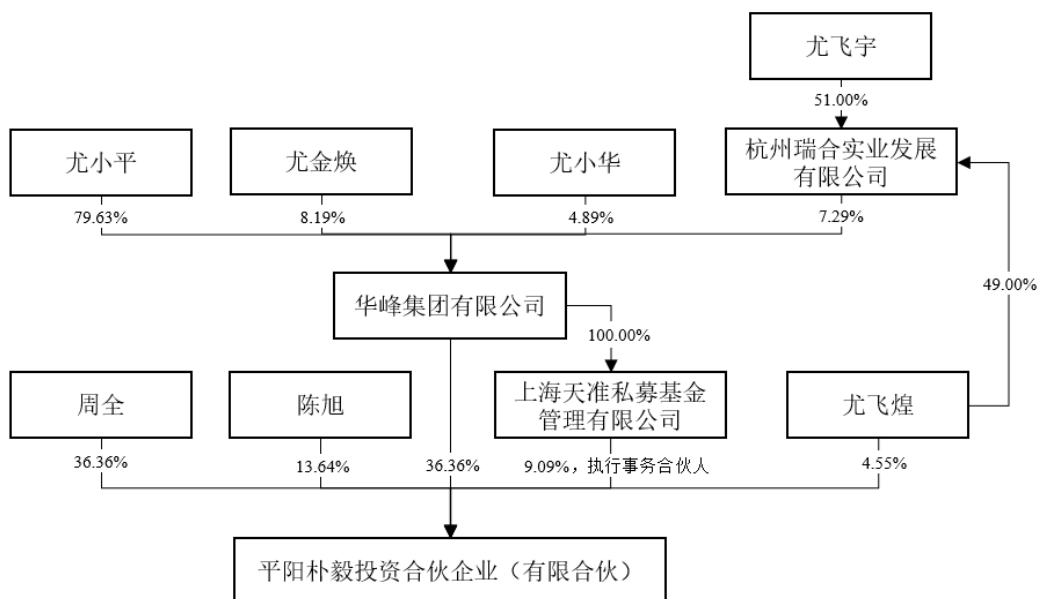 尤飞宇
51.00%
尤小平
尤金焕
尤小华
杭州瑞合实业发展
有限公司
79.63%
8.19%
4.89%
7.29%
华峰集团有限公司
49.00%
100.00%
周全
陈旭
上海天准私募基金
管理有限公司
尤飞煌
36.36%
13.64%
36.36%
9.09%，执行事务合伙人
4.55%
平阳朴毅投资合伙企业（有限合伙）